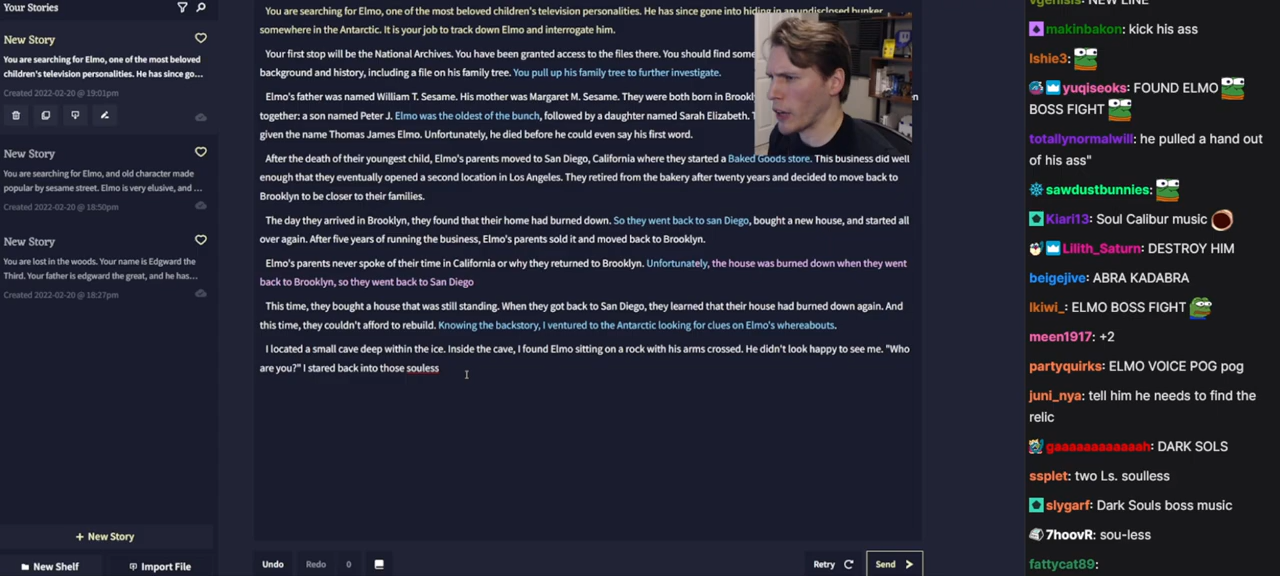 Your Stories
New Story
You are searching for Elmo, one of the most beloved
children's television personalities. He has since go...
Created 2022-02-20 @ 19:01pm
New Story
You are searching for Elmo, and old character made
popular by sesame street. Elmo is very elusive, and ...
Created 2022-02-20 @ 18:50pm
New Story
You are lost in the woods. Your name is Edgward the
Third. Your father is edgward the great, and he has...
Created 2022-02-20 @ 18:27pm
+ New Story
New Shelf
Import File
You are searching for Elmo, one of the most beloved children's television personalities. He has since gone into hiding in an undisclosed bunker
somewhere in the Antarctic. It is your job to track down Elmo and interrogate him.
Your first stop will be the National Archives. You have been granted access to the files there. You should find some
background and history, including a file on his family tree. You pull up his family tree to further investigate.
Elmo's father was named William T. Sesame. His mother was Margaret M. Sesame. They were both born in Brookl
together: a son named Peter J. Elmo was the oldest of the bunch, followed by a daughter named Sarah Elizabeth. T
given the name Thomas James Elmo. Unfortunately, he died before he could even say his first word.
After the death of their youngest child, Elmo's parents moved to San Diego, California where they started a Baked Goods store. This business did well
enough that they eventually opened a second location in Los Angeles. They retired from the bakery after twenty years and decided to move back to
Brooklyn to be closer to their families.
The day they arrived in Brooklyn, they found that their home had burned down. So they went back to san Diego, bought a new house, and started all
over again. After five years of running the business, Elmo's parents sold it and moved back to Brooklyn.
Elmo's parents never spoke of their time in California or why they returned to Brooklyn. Unfortunately, the house was burned down when they went
back to Brooklyn, so they went back to San Diego
This time, they bought a house that was still standing. When they got back to San Diego, they learned that their house had burned down again. And
this time, they couldn't afford to rebuild. Knowing the backstory, I ventured to the Antarctic looking for clues on Elmo's whereabouts.
I located a small cave deep within the ice. Inside the cave, I found Elmo sitting on a rock with his arms crossed. He didn't look happy to see me. "Who
are you?" I stared back into those souless
Undo
Redo
0
Retry
Send
NEW LINE
makinbakon: kick his ass
lshie3:
yuqiseoks: FOUND ELMO
BOSS FIGHT
totallynormalwill: he pulled a hand out
of his ass"
sawdustbunnies:
Kiari13: Soul Calibur music
Lilith_Saturn: DESTROY HIM
beigejive: ABRA KADABRA
lkiwi_: ELMO BOSS FIGHT
meen1917: +2
partyquirks: ELMO VOICE POG pog
juni_nya: tell him he needs to find the
relic
gaaaaaaaaaaah: DARK SOLS
ssplet: two Ls. soulless
slygarf: Dark Souls boss music
7hoovR: sou-less
fattycat89: